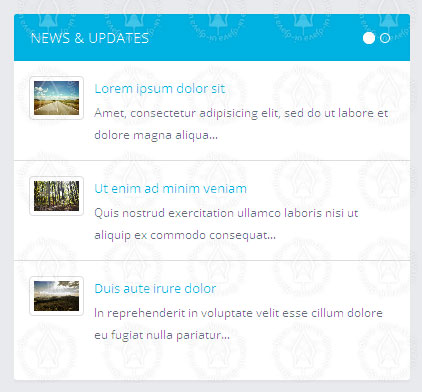 NEWS & UPDATES
Lorem ipsum dolor sit
Amet, consectetur adipisicing elit, sed do ut labore et
dolore magna aliqua...
Ut enim ad minim veniam
Quis nostrud exercitation ullamco laboris nisi ut
aliquip ex commodo consequat...
Duis aute irure dolor
In reprehenderit in voluptate velit esse cillum dolore
eu fugiat nulla pariatur...